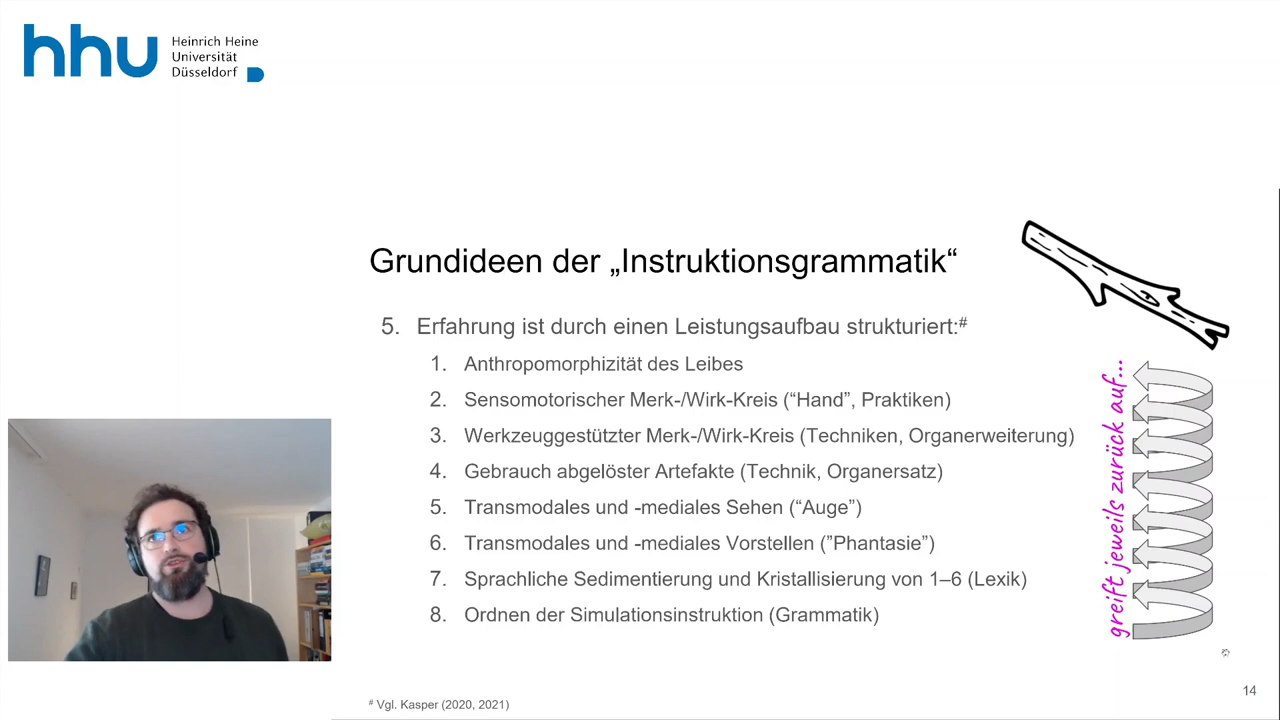 hhu Heinrich Heine
Universität
Düsseldorf
Grundideen der „Instruktionsgrammatik“
5. Erfahrung ist durch einen Leistungsaufbau strukturiert:#
1. Anthropomorphizität des Leibes
2. Sensomotorischer Merk-/Wirk-Kreis (“Hand”, Praktiken)
3. Werkzeuggestützter Merk-/Wirk-Kreis (Techniken, Organerweiterung)
4. Gebrauch abgelöster Artefakte (Technik, Organersatz)
5. Transmodales und -mediales Sehen (“Auge”)
6. Transmodales und -mediales Vorstellen (”Phantasie”)
7. Sprachliche Sedimentierung und Kristallisierung von 1–6 (Lexik)
8. Ordnen der Simulationsinstruktion (Grammatik)
greift jeweils zurück auf...
# Vgl. Kasper (2020, 2021)
14